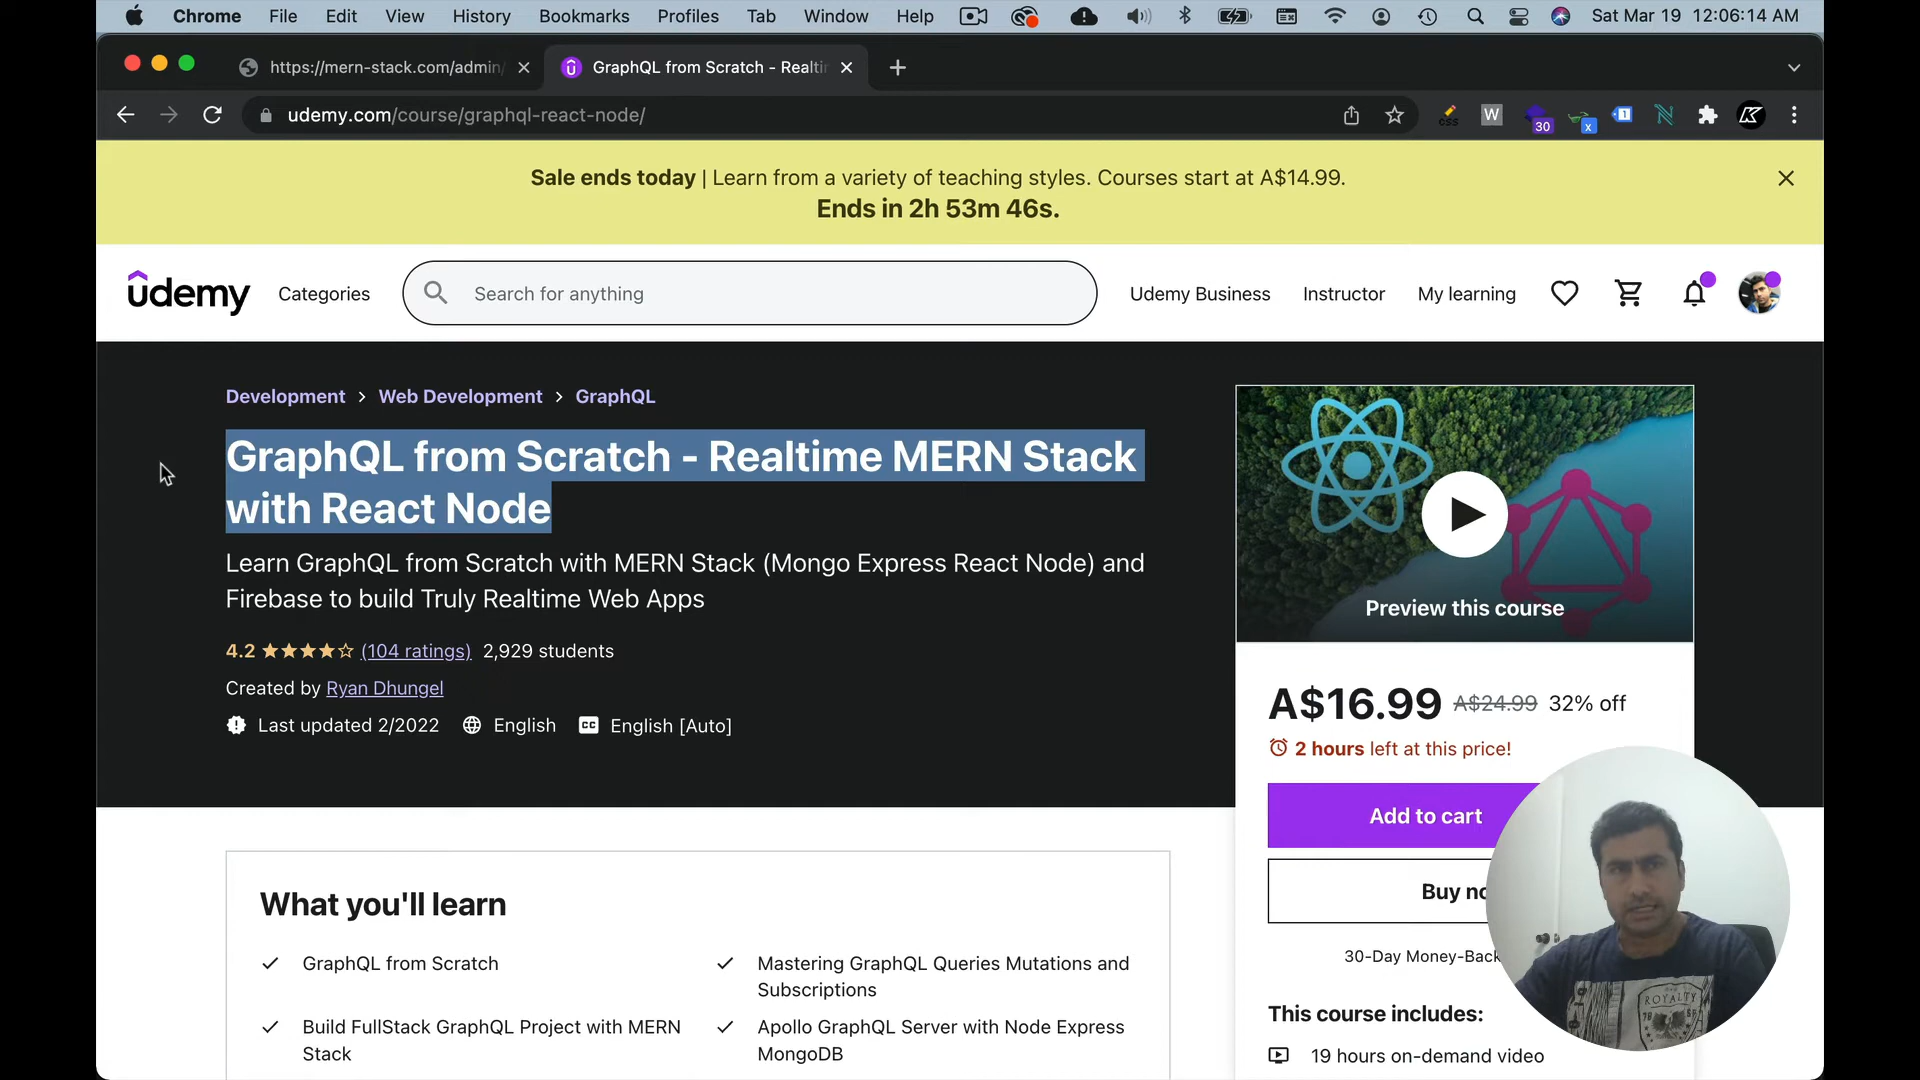 Chrome File Edit View History Bookmarks Profiles Tab Window Help Sat Mar 19 12:06:14 AM
https://mern-stack.com/admin/
GraphQL from Scratch - Realti
udemy.com/course/graphql-react-node/
W
30
x
1
Sale ends today | Learn from a variety of teaching styles. Courses start at A$14.99.
Ends in 2h 53m 46s.
udemy Categories Search for anything Udemy Business Instructor My learning
Development > Web Development > GraphQL
GraphQL from Scratch - Realtime MERN Stack
with React Node
Learn GraphQL from Scratch with MERN Stack (Mongo Express React Node) and
Firebase to build Truly Realtime Web Apps
4.2 (104 ratings) 2,929 students
Created by Ryan Dhungel
Last updated 2/2022 English CC English [Auto]
Preview this course
A$16.99 A$24.99 32% off
2 hours left at this price!
Add to cart
Buy no
30-Day Money-Back
This course includes:
19 hours on-demand video
What you'll learn
GraphQL from Scratch
Mastering GraphQL Queries Mutations and
Subscriptions
Build FullStack GraphQL Project with MERN
Stack
Apollo GraphQL Server with Node Express
MongoDB
ROYALTY